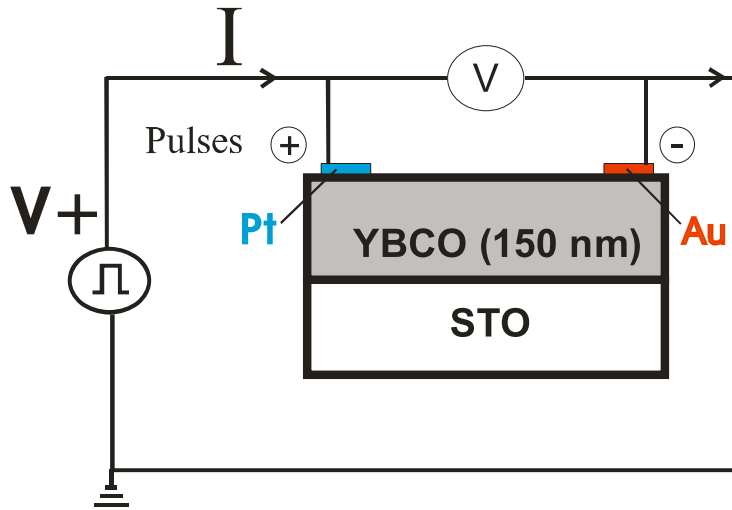 I
V
Pulses
+
-
V+
Pt
Au
YBCO (150 nm)
STO